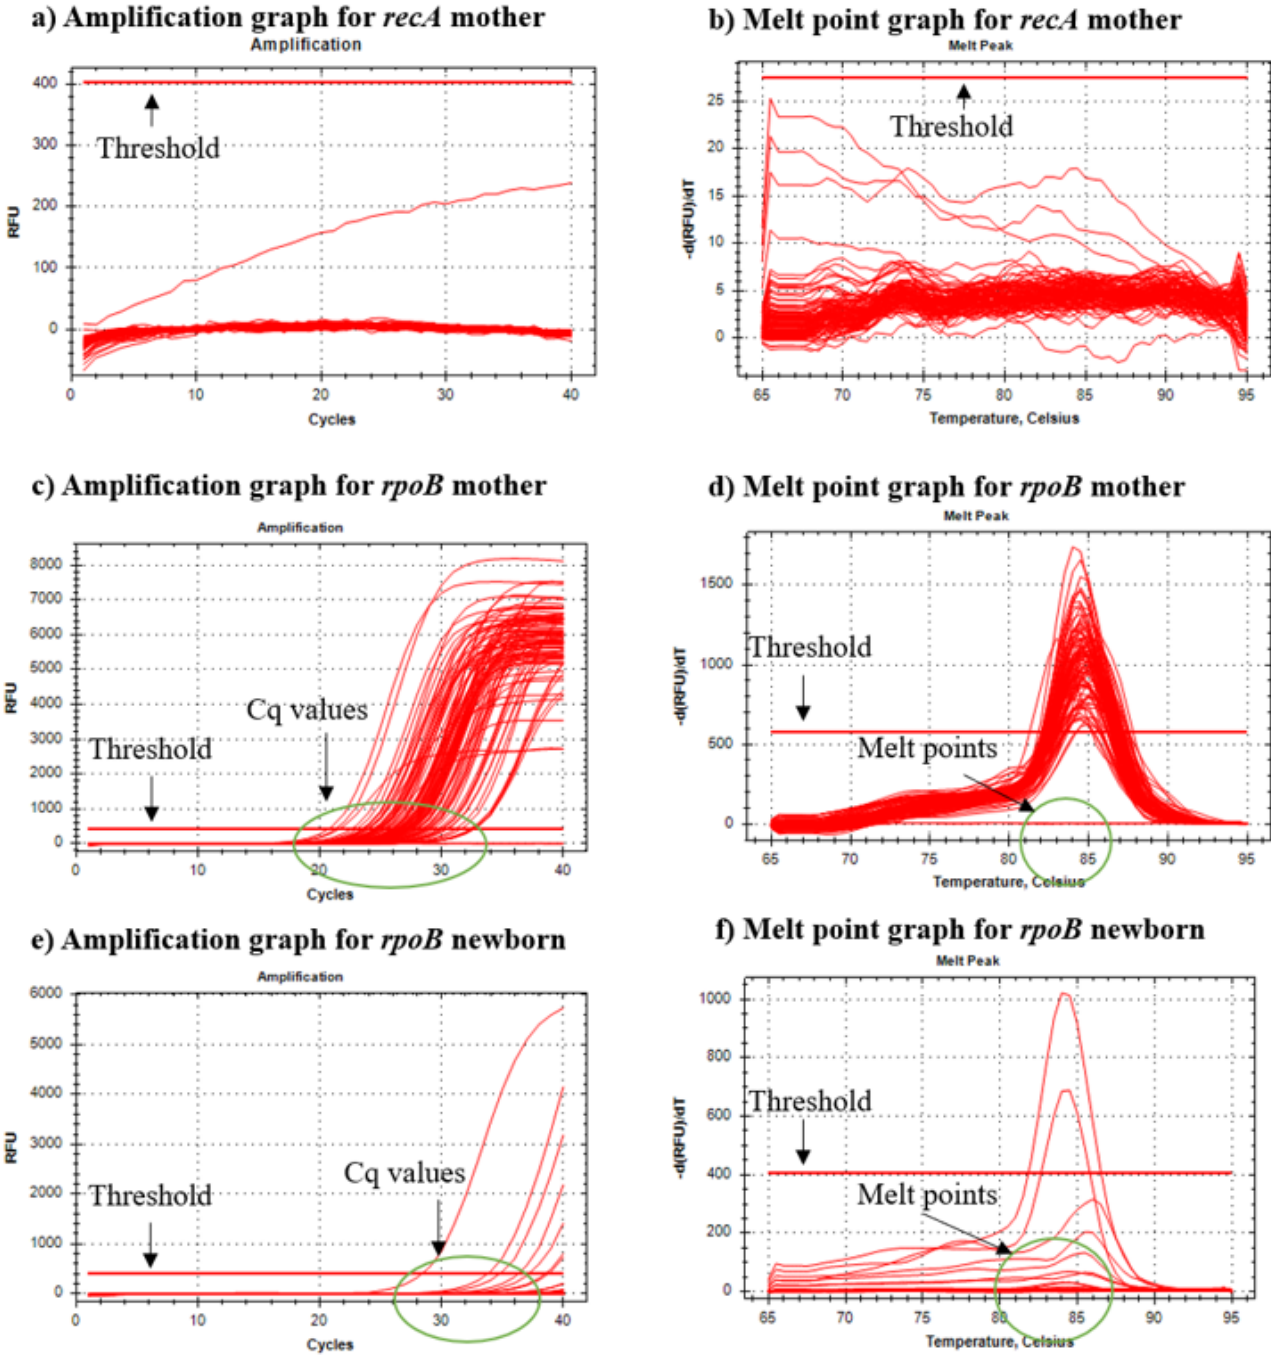 a) Amplification graph for recA mother
Amplification
400
300
200
100
0
RFU
Threshold
0 10 20 30 40
Cycles
b) Melt point graph for recA mother
Melt Peak
25
20
15
10
5
0
-d(RFU)/dT
Threshold
65 70 75 80 85 90 95
Temperature, Celsius
c) Amplification graph for rpoB mother
Amplification
8000
7000
6000
5000
4000
3000
2000
1000
0
RFU
Cq values
Threshold
0 10 20 30 40
Cycles
d) Melt point graph for rpoB mother
Melt Peak
1500
1000
500
0
-d(RFU)/dT
Threshold
Melt points
65 70 75 80 85 90 95
Temperature, Celsius
e) Amplification graph for rpoB newborn
Amplification
6000
5000
4000
3000
2000
1000
0
RFU
Cq values
Threshold
0 10 20 30 40
Cycles
f) Melt point graph for rpoB newborn
Melt Peak
1000
800
600
400
200
0
-d(RFU)/dT
Threshold
Melt points
65 70 75 80 85 90 95
Temperature, Celsius